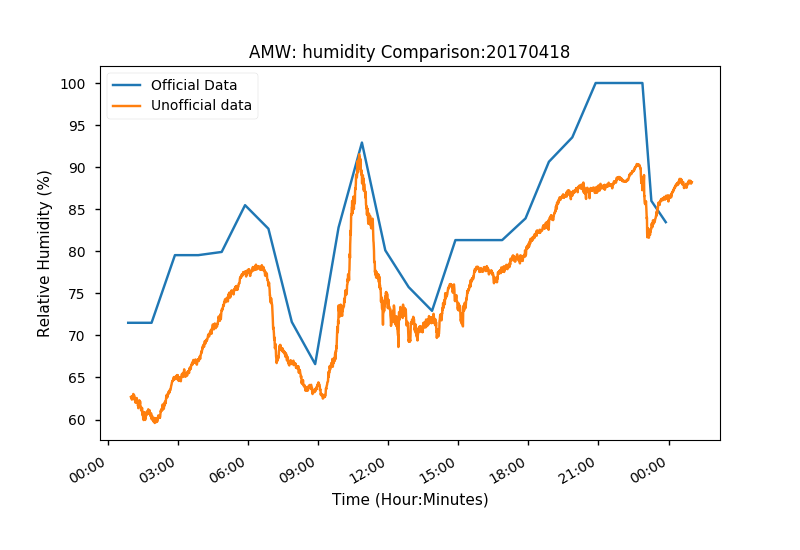 AMW: humidity Comparison:20170418
Official Data
Unofficial data
100
95
90
85
80
75
70
65
60
Relative Humidity (%)
00:00 03:00 06:00 09:00 12:00 15:00 18:00 21:00 00:00
Time (Hour:Minutes)